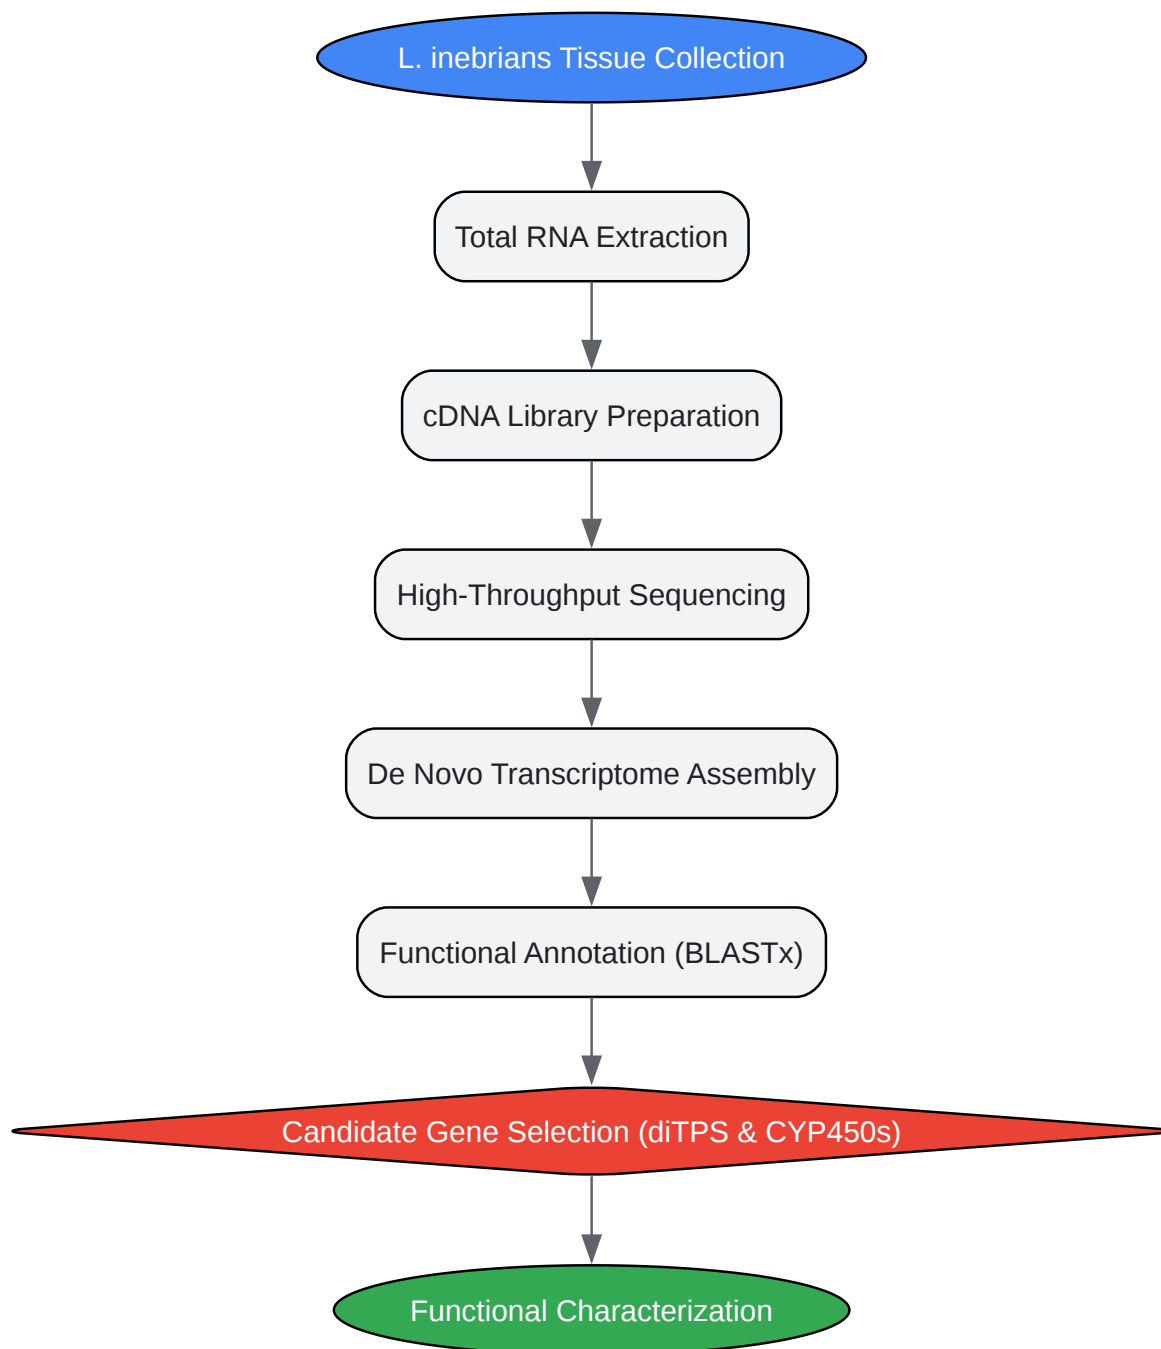 L. inebrians Tissue Collection
Total RNA Extraction
cDNA Library Preparation
High-Throughput Sequencing
De Novo Transcriptome Assembly
Functional Annotation (BLASTx)
Candidate Gene Selection (diTPS & CYP450s)
Functional Characterization